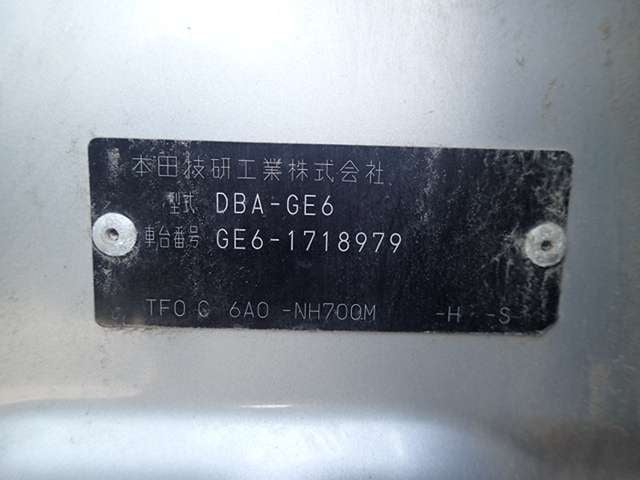 本田技研工業株式会社
型式 DBA-GE6
車台番号 GE6-1718979
TF0 C 6A0 -NH700M -H -S